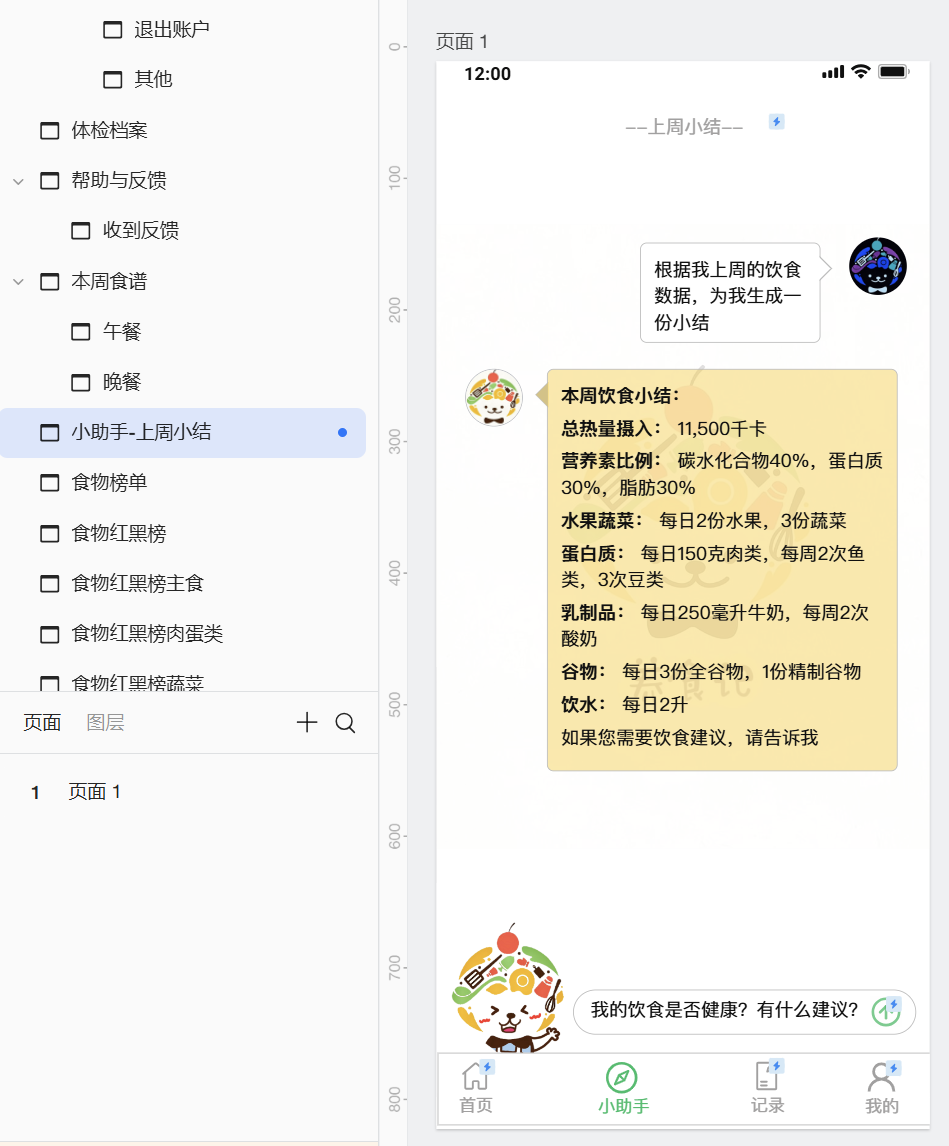 退出账户
其他
体检档案
帮助与反馈
收到反馈
本周食谱
午餐
晚餐
小助手-上周小结
食物榜单
食物红黑榜
食物红黑榜主食
食物红黑榜肉蛋类
食物红黑榜蔬菜
页面
图层
1
页面 1
0
100
200
300
400
500
600
700
800
页面 1
12:00
--上周小结--
根据我上周的饮食
数据，为我生成一
份小结
本周饮食小结：
总热量摄入： 11,500千卡
营养素比例： 碳水化合物40%，蛋白质
30%，脂肪30%
水果蔬菜： 每日2份水果，3份蔬菜
蛋白质： 每日150克肉类，每周2次鱼
类，3次豆类
乳制品： 每日250毫升牛奶，每周2次
酸奶
谷物： 每日3份全谷物，1份精制谷物
饮水： 每日2升
如果您需要饮食建议，请告诉我
我的饮食是否健康？有什么建议？
首页
小助手
记录
我的